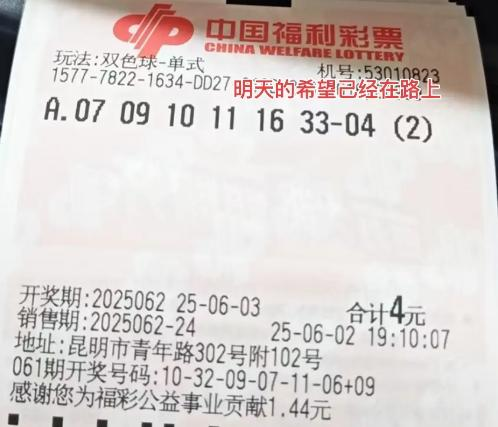 中国福利彩票
CHINA WELFARE LOTTERY
玩法:双色球-单式
机号:53010823
1577-7822-1634-DD27
明天的希望已经在路上
A.07 09 10 11 16 33-04 (2)
开奖期:2025062 25-06-03
合计4元
销售期:2025062-24
25-06-02 19:10:07
地址:昆明市青年路302号附102号
061期开奖号码:10-32-09-07-11-06+09
感谢您为福彩公益事业贡献1.44元